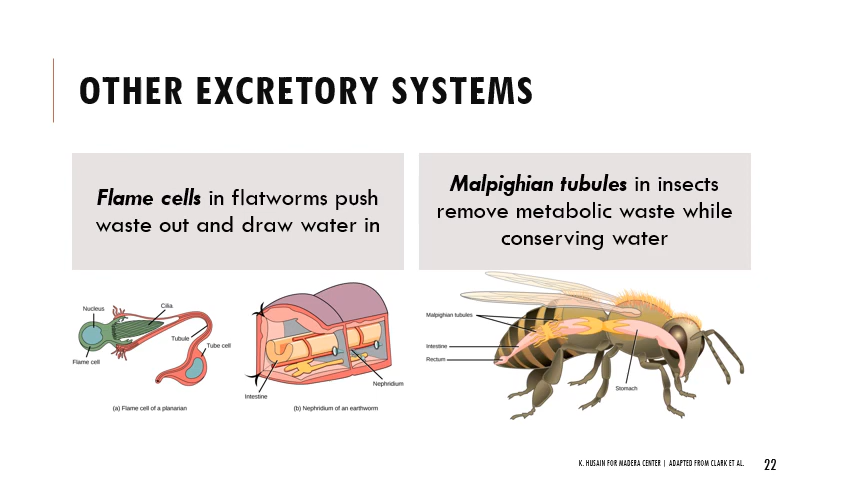 OTHER EXCRETORY SYSTEMS
Flame cells in flatworms push
waste out and draw water in
Malpighian tubules in insects
remove metabolic waste while
conserving water
Nucleus
Cilia
Tubule
Tube cell
Flame cell
(a) Flame cell of a planarian
Intestine
Nephridium
(b) Nephridium of an earthworm
Malpighian tubules
Intestine
Rectum
Stomach
K. HUSAIN FOR MADERA CENTER | ADAPTED FROM CLARK ET AL.
22